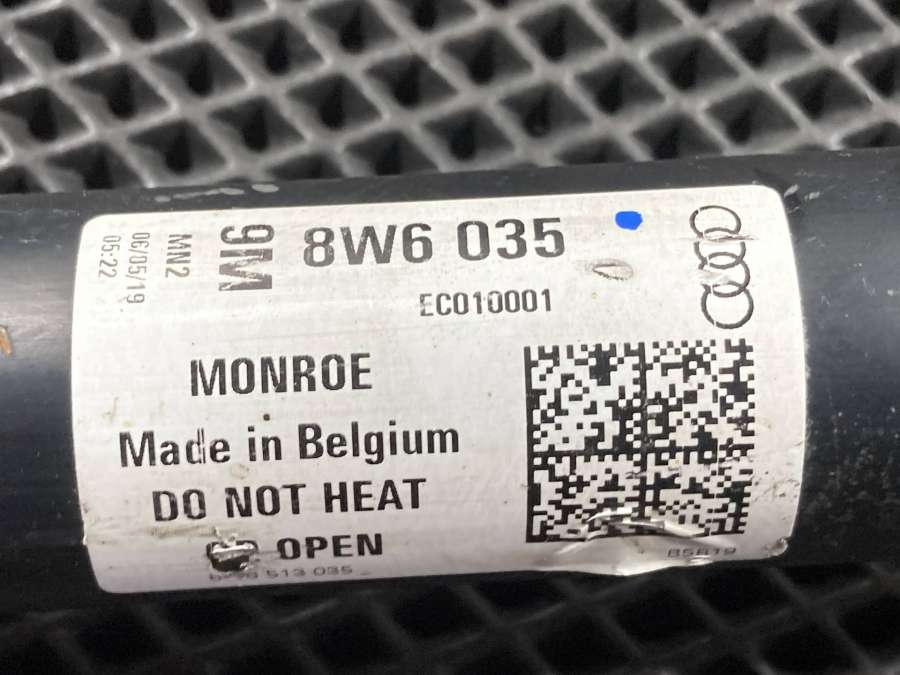 MN2
06/05/19
05:22
9M
8W6 035
EC010001
MONROE
Made in Belgium
DO NOT HEAT
OPEN
513 035
85619